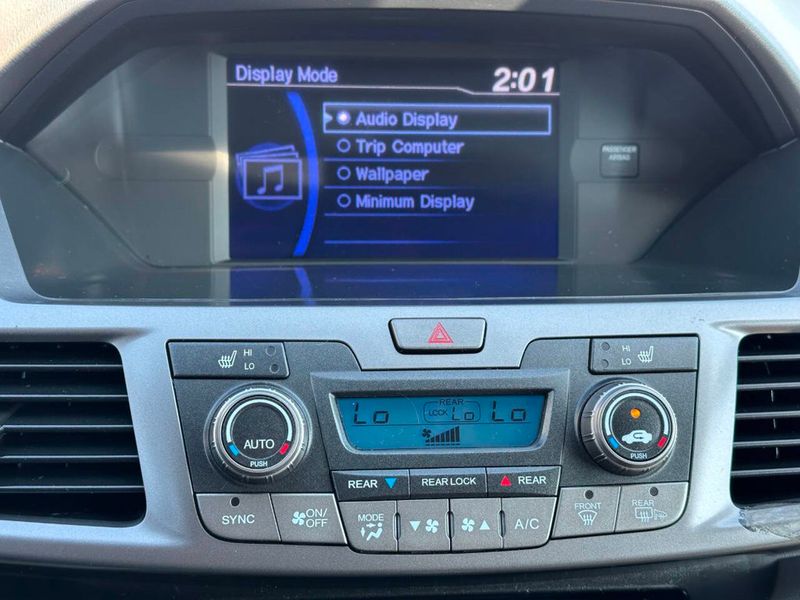 Display Mode 2:01
Audio Display
Trip Computer
Wallpaper
Minimum Display
PASSENGER
AIRBAG
HI
LO
HI
LO
REAR
Lo LOCK Lo Lo
AUTO
PUSH
PUSH
REAR REAR LOCK REAR
SYNC
ON/
OFF
MODE
A/C
FRONT
REAR